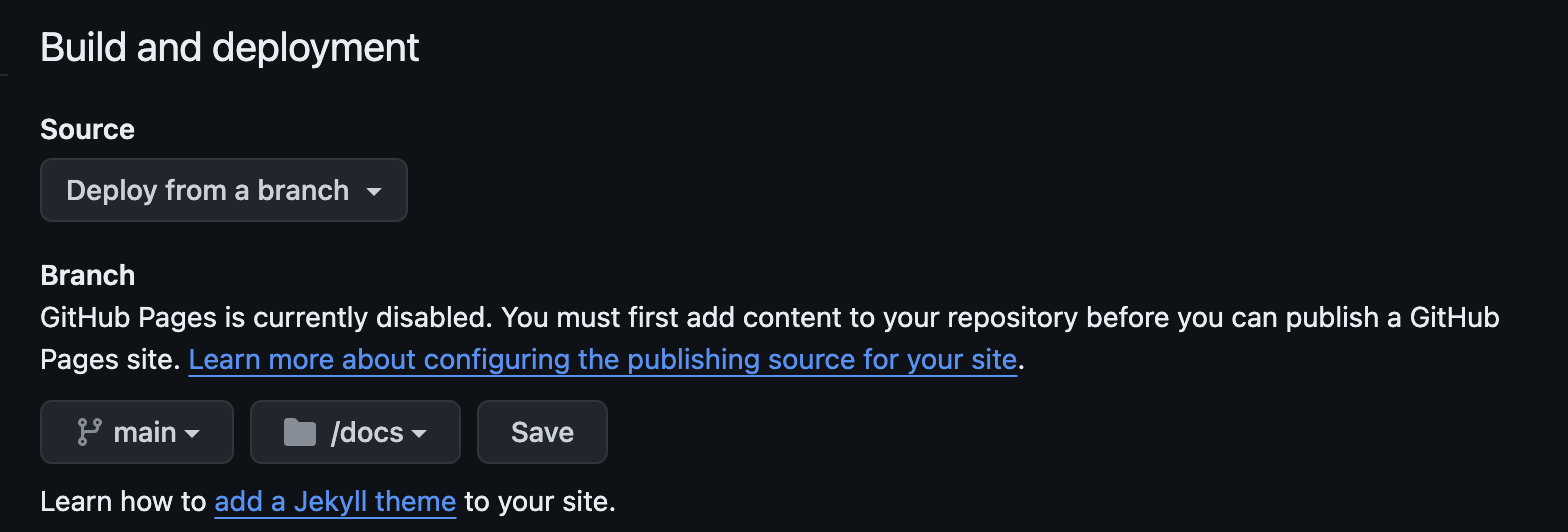 Build and deployment
Source
Deploy from a branch
Branch
GitHub Pages is currently disabled. You must first add content to your repository before you can publish a GitHub
Pages site. Learn more about configuring the publishing source for your site.
main /docs Save
Learn how to add a Jekyll theme to your site.